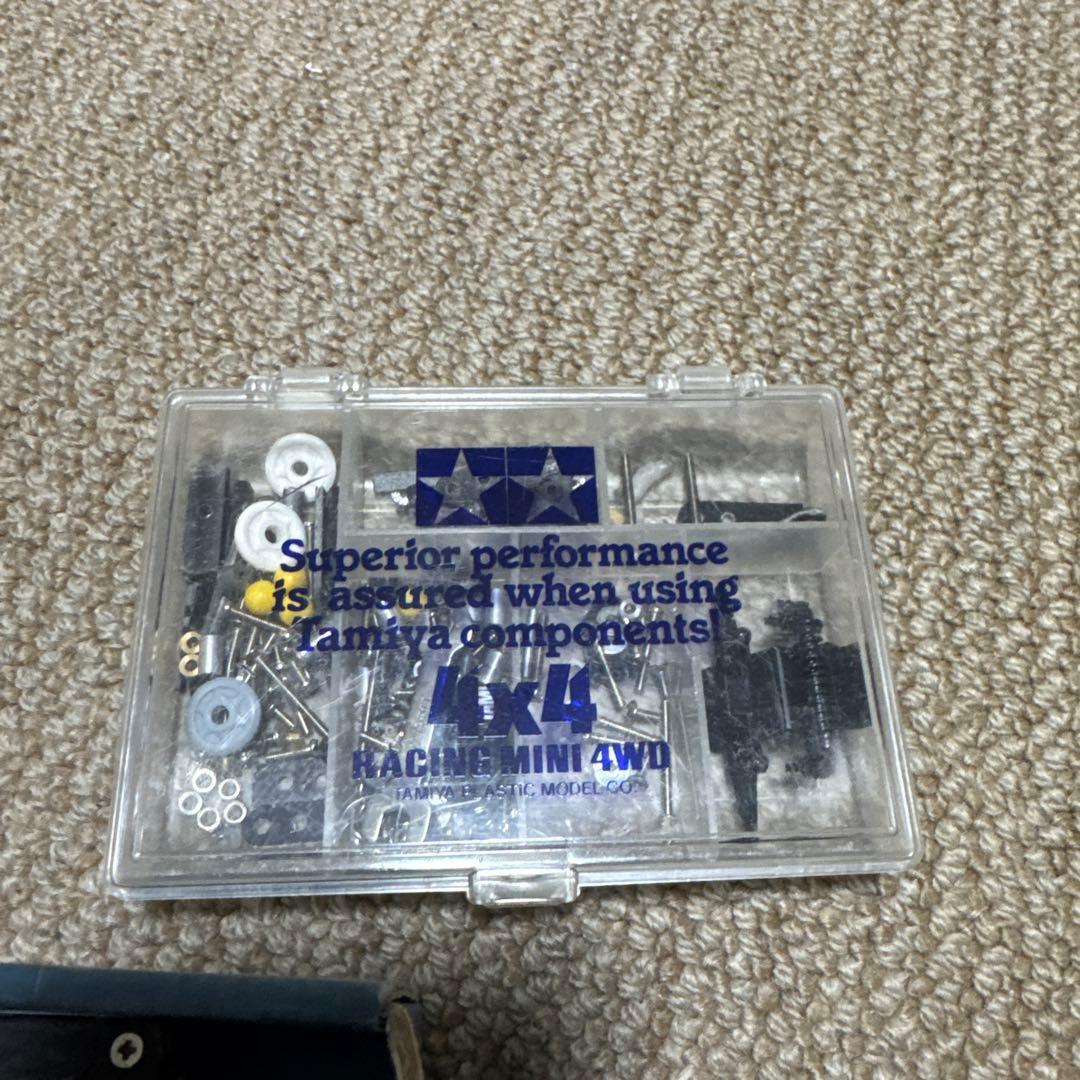 Superior performance
is assured when using
Tamiya components!
4x4
RACING MINI 4WD
TAMIYA PLASTIC MODEL CO.